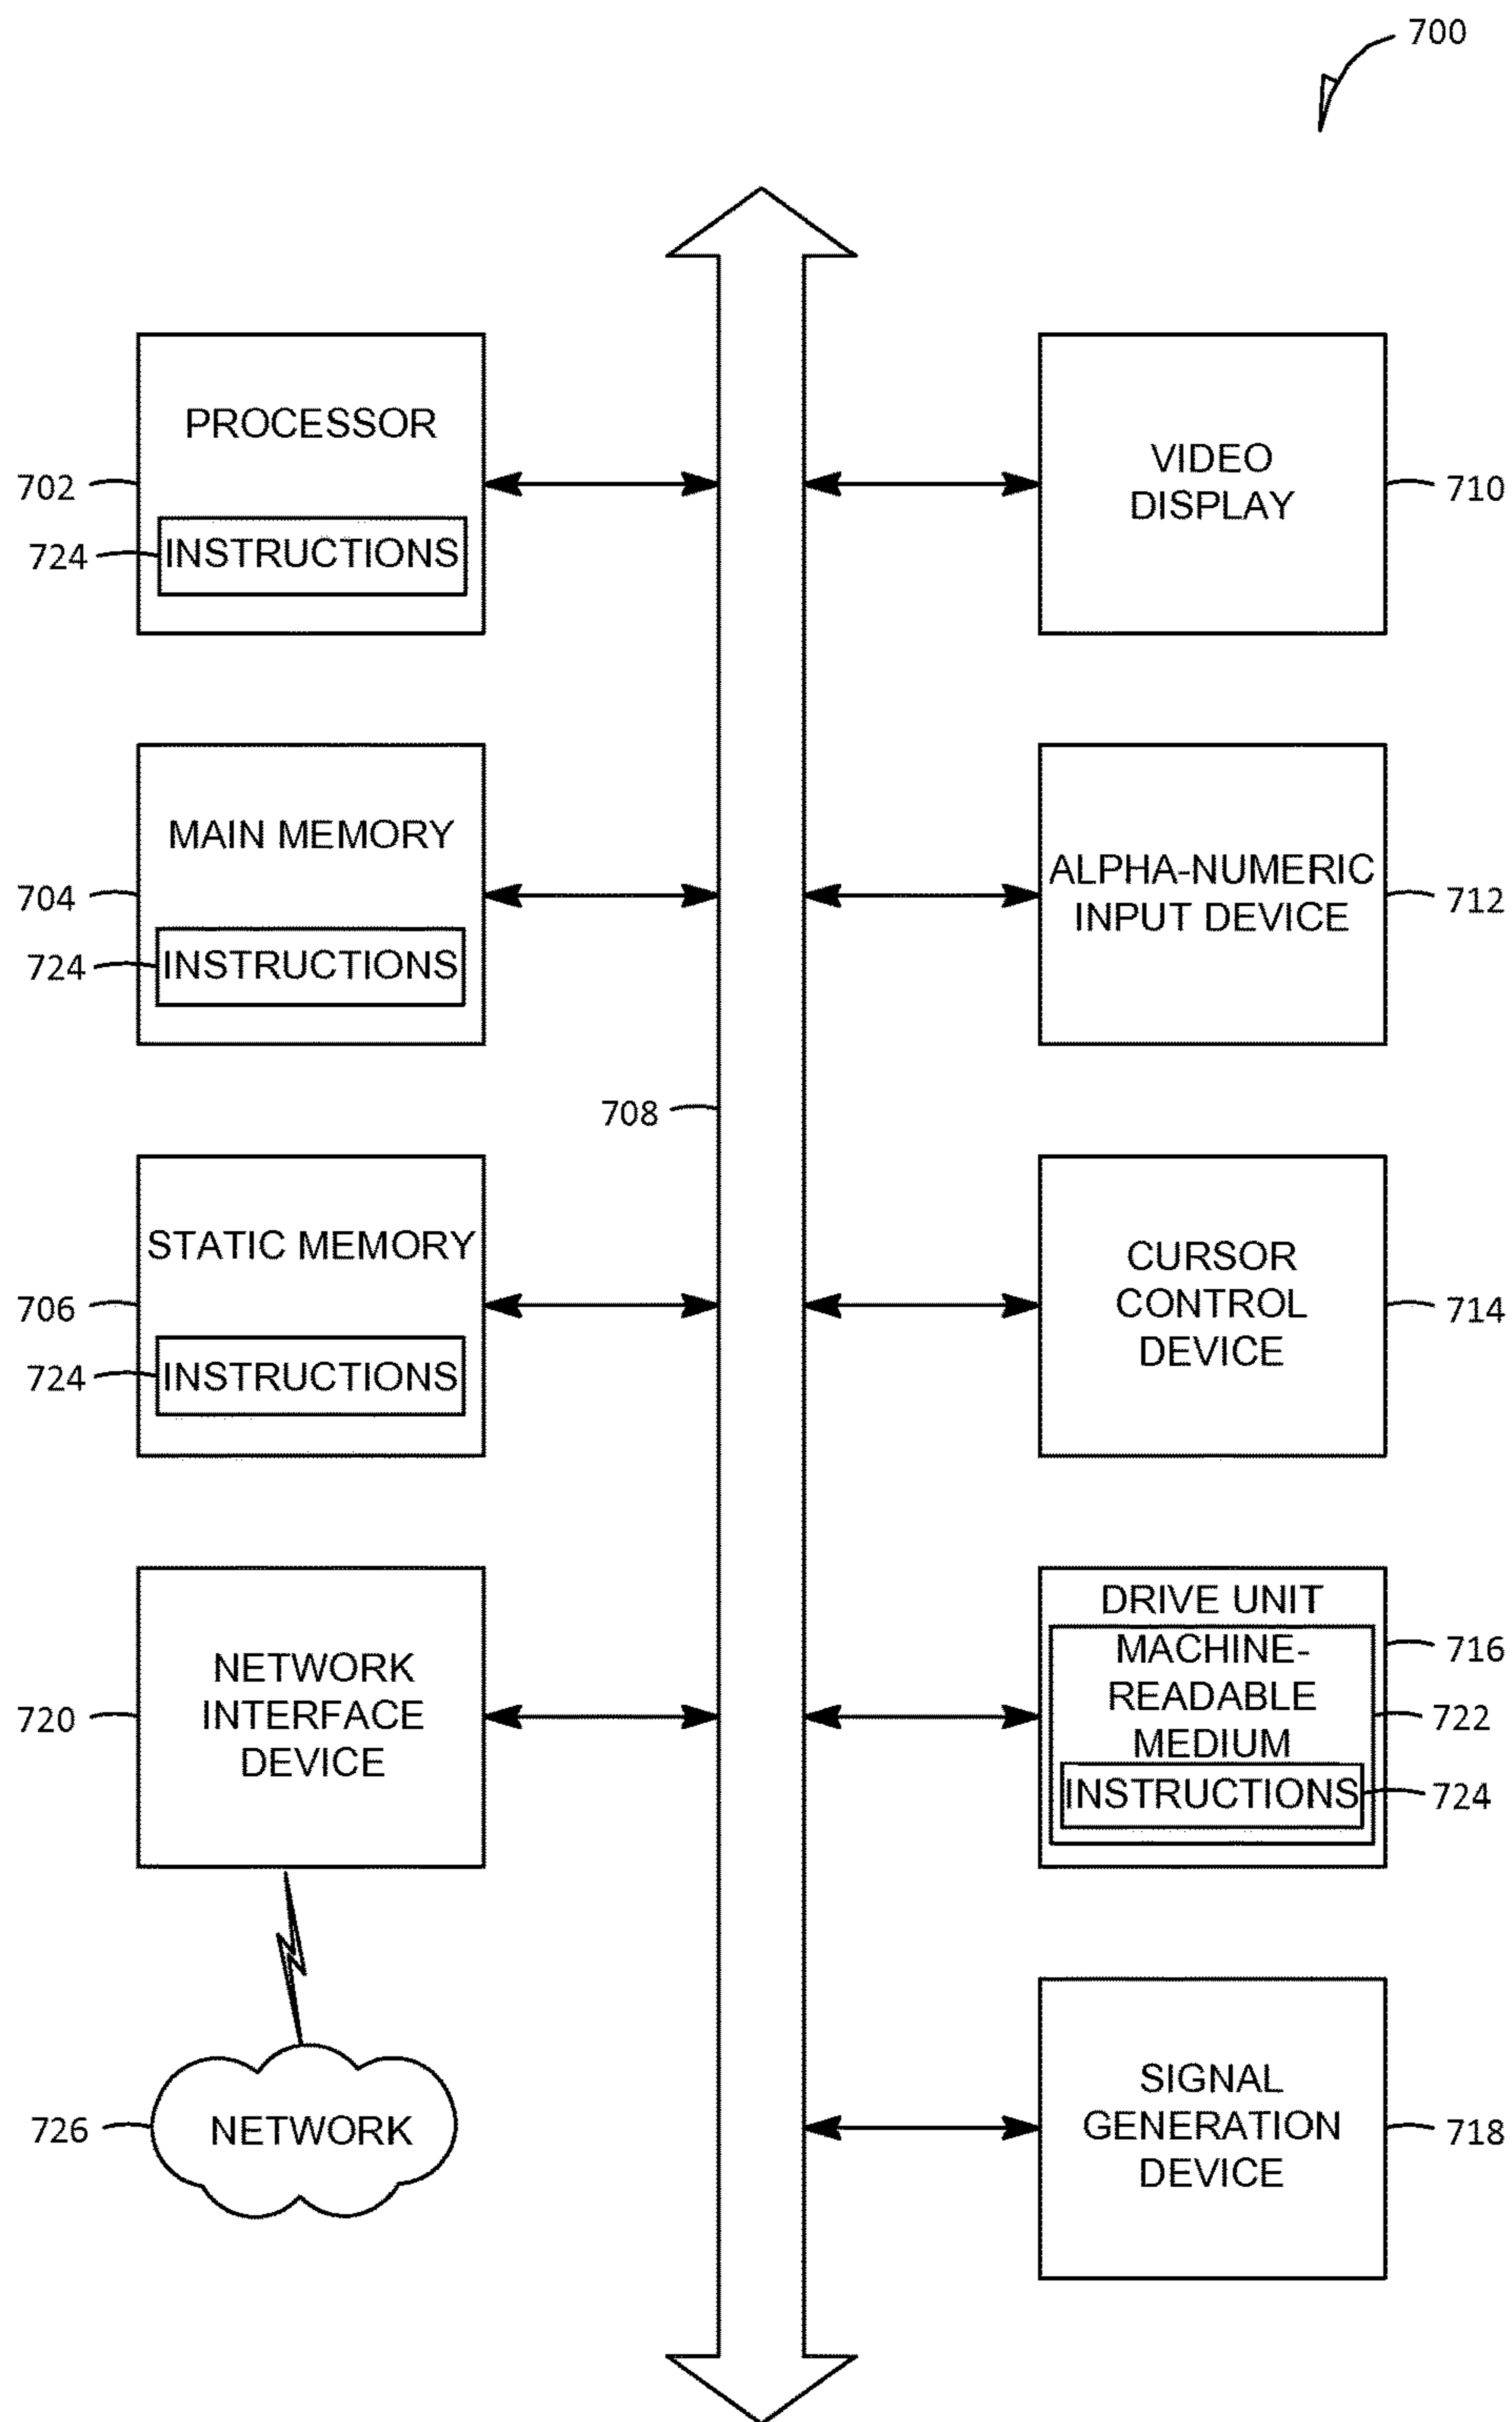 700
PROCESSOR
702
724
INSTRUCTIONS
VIDEO
DISPLAY
710
MAIN MEMORY
704
724
INSTRUCTIONS
ALPHA-NUMERIC
INPUT DEVICE
712
708
STATIC MEMORY
706
724
INSTRUCTIONS
CURSOR
CONTROL
DEVICE
714
NETWORK
INTERFACE
DEVICE
720
DRIVE UNIT
716
MACHINE-
READABLE
MEDIUM
722
INSTRUCTIONS
724
NETWORK
726
SIGNAL
GENERATION
DEVICE
718